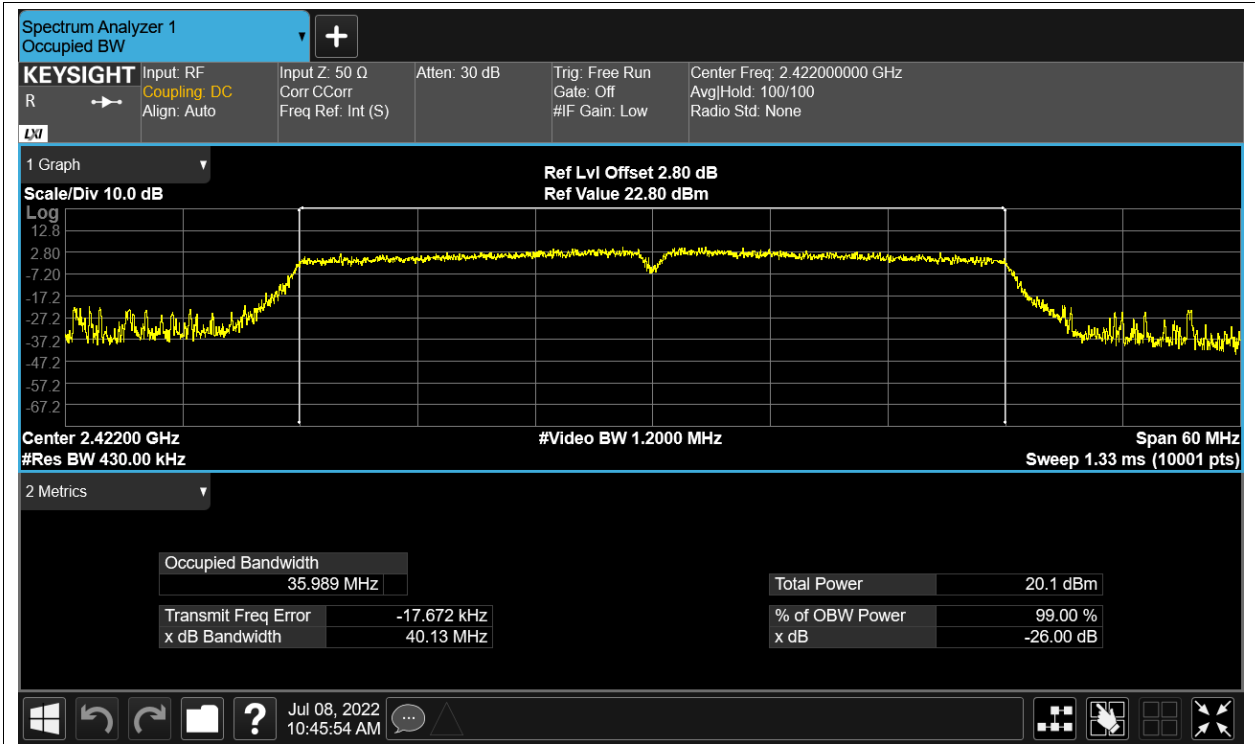 Spectrum Analyzer 1
Occupied BW
KEYSIGHT
R
LXI
Input: RF
Coupling: DC
Align: Auto
Input Z: 50 Ω
Corr CCorr
Freq Ref: Int (S)
Atten: 30 dB
Trig: Free Run
Gate: Off
#IF Gain: Low
Center Freq: 2.422000000 GHz
Avg|Hold: 100/100
Radio Std: None
1 Graph
Scale/Div 10.0 dB
Ref Lvl Offset 2.80 dB
Ref Value 22.80 dBm
Log
12.8
2.80
-7.20
-17.2
-27.2
-37.2
-47.2
-57.2
-67.2
Center 2.42200 GHz
#Video BW 1.2000 MHz
Span 60 MHz
#Res BW 430.00 kHz
Sweep 1.33 ms (10001 pts)
2 Metrics
Occupied Bandwidth
35.989 MHz
Total Power 20.1 dBm
Transmit Freq Error -17.672 kHz
% of OBW Power 99.00 %
x dB Bandwidth 40.13 MHz
x dB -26.00 dB
?
Jul 08, 2022
10:45:54 AM